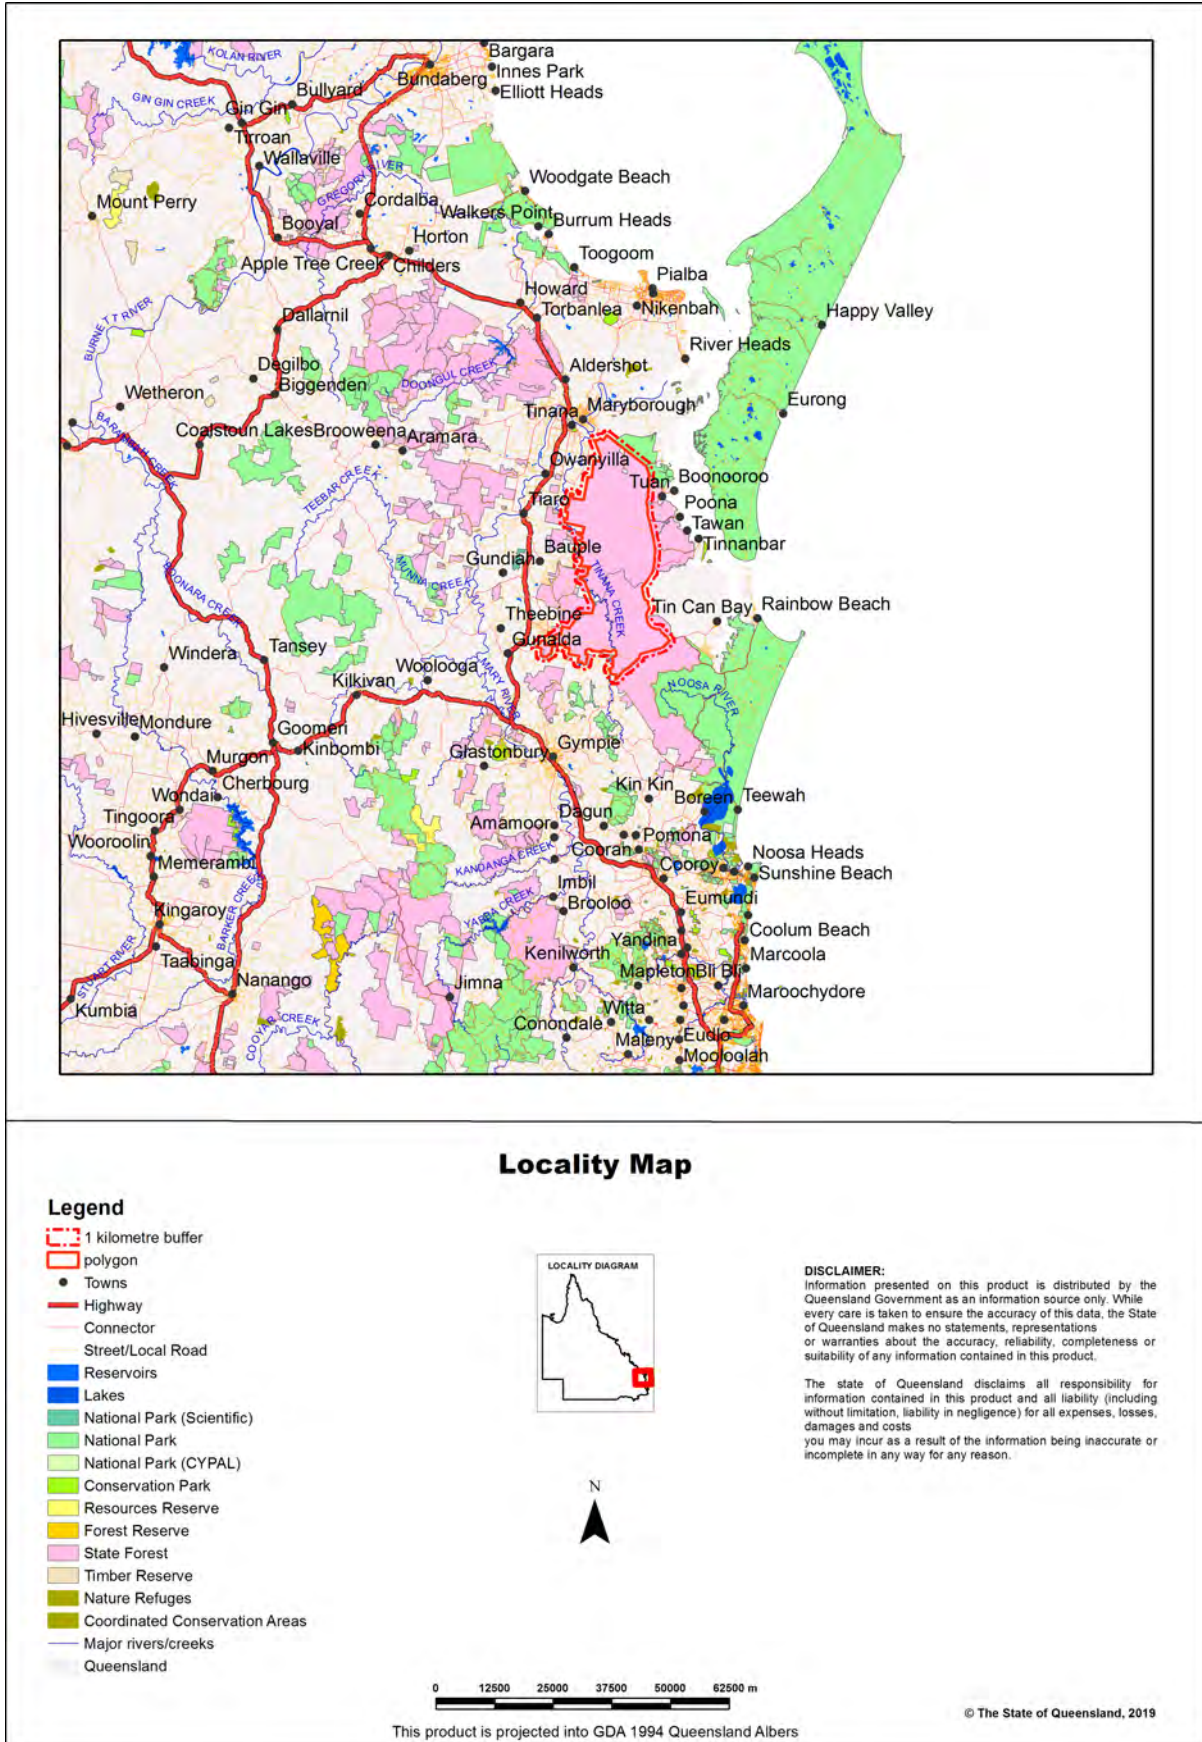 Bargara
Innes Park
Elliott Heads
KOLAN RIVER
Bundaberg
GIN GIN CREEK
Bullyard
Gin Gin
Tirroan
Wallaville
GREGORY RIVER
Woodgate Beach
Mount Perry
Cordalba
Walkers Point
Burrum Heads
Booyal
Horton
Apple Tree Creek
Childers
Toogoom
Pialba
BURNETT RIVER
Howard
Torbanlea
Nikenbah
Happy Valley
Dallarnil
River Heads
Degilbo
Biggenden
DOONGUL CREEK
Aldershot
Wetheron
Tinana
Maryborough
Eurong
BARAMBAH CREEK
Coalstoun Lakes
Brooweena
Aramara
Owanyilla
TEEBAR CREEK
Tiaro
Tuan
Boonooroo
Poona
Tawan
Tinnanbar
Gundiah
Bauple
MUNNA CREEK
BOONARA CREEK
TINANA CREEK
Theebine
Tin Can Bay
Rainbow Beach
Gunalda
Windera
Tansey
Woolooga
MARY RIVER
Kilkivan
NOOSA RIVER
Hivesville
Mondure
Goomeri
Kinbombi
Murgon
Glastonbury
Gympie
Cherbourg
Kin Kin
Wondai
Boreen
Teewah
Tingoora
Amamoor
Dagun
Wooroolin
Pomona
Cooran
KANDANGA CREEK
Memerambi
Cooroy
Noosa Heads
Sunshine Beach
Imbil
Brooloo
YABBA CREEK
Eumundi
Kingaroy
BARKER CREEK
Yandina
Coolum Beach
STUART RIVER
Taabinga
Kenilworth
Marcoola
Nanango
Jimna
Mapleton
Bli Bli
Kumbia
Maroochydore
COOYAR CREEK
Conondale
Witta
Maleny
Eudlo
Mooloolah
Locality Map
Legend
1 kilometre buffer
polygon
Towns
Highway
Connector
Street/Local Road
Reservoirs
Lakes
National Park (Scientific)
National Park
National Park (CYPAL)
Conservation Park
Resources Reserve
Forest Reserve
State Forest
Timber Reserve
Nature Refuges
Coordinated Conservation Areas
Major rivers/creeks
Queensland
LOCALITY DIAGRAM
N
DISCLAIMER:
Information presented on this product is distributed by the
Queensland Government as an information source only. While
every care is taken to ensure the accuracy of this data, the State
of Queensland makes no statements, representations
or warranties about the accuracy, reliability, completeness or
suitability of any information contained in this product.
The state of Queensland disclaims all responsibility for
information contained in this product and all liability (including
without limitation, liability in negligence) for all expenses, losses,
damages and costs
you may incur as a result of the information being inaccurate or
incomplete in any way for any reason.
0 12500 25000 37500 50000 62500 m
This product is projected into GDA 1994 Queensland Albers
© The State of Queensland, 2019